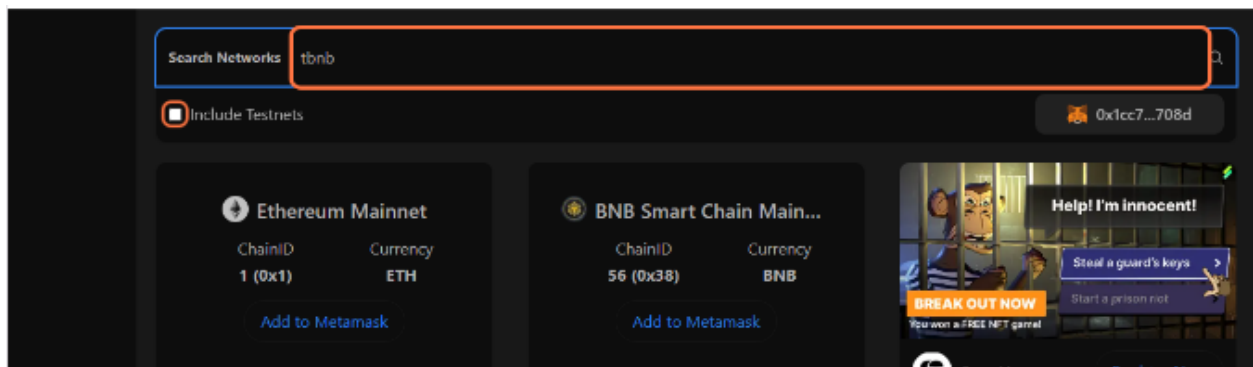 Search Networks tbnb
Include Testnets
0x1cc7...708d
Ethereum Mainnet
ChainID Currency
1 (0x1) ETH
Add to Metamask
BNB Smart Chain Main...
ChainID Currency
56 (0x38) BNB
Add to Metamask
Help! I'm innocent!
Steal a guard's keys
Start a prison riot
BREAK OUT NOW
You won a FREE NFT game!